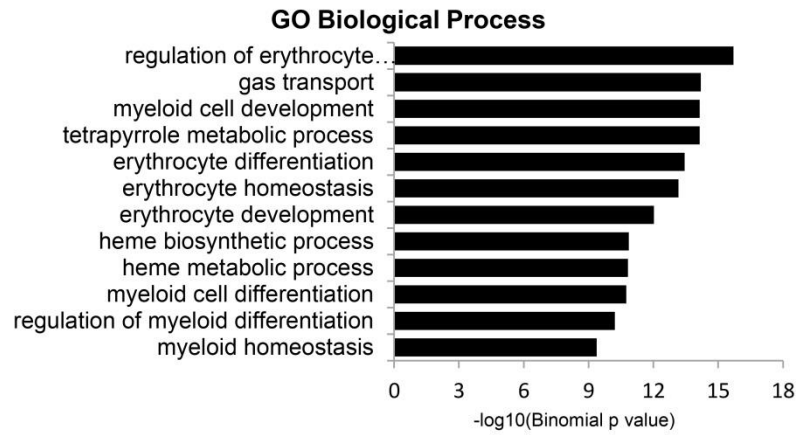 GO Biological Process
regulation of erythrocyte…
gas transport
myeloid cell development
tetrapyrrole metabolic process
erythrocyte differentiation
erythrocyte homeostasis
erythrocyte development
heme biosynthetic process
heme metabolic process
myeloid cell differentiation
regulation of myeloid differentiation
myeloid homeostasis
0 3 6 9 12 15 18
-log10(Binomial p value)